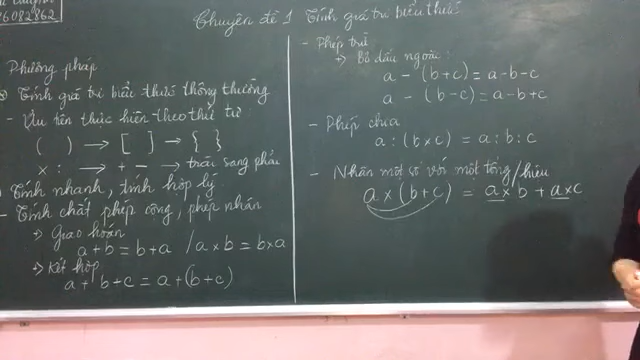 26082862
Chuyên đề 1 Tính giá trị biểu thức
Phương pháp
Tính giá trị biểu thức thông thường
- Ưu tiên thực hiện theo thứ tự:
( ) → [ ] → { }
x : → + - → trái sang phải
Tính nhanh, tính hợp lý
- Tính chất phép cộng, phép nhân
→ Giao hoán
a + b = b + a / a x b = b x a
→ Kết hợp
a + b + c = a + (b + c)
- Phép trừ
→ Bỏ dấu ngoặc:
a - (b + c) = a - b - c
a - (b - c) = a - b + c
- Phép chia
a : (b x c) = a : b : c
- Nhân một số với một tổng/hiệu
a x (b + c) = a x b + a x c